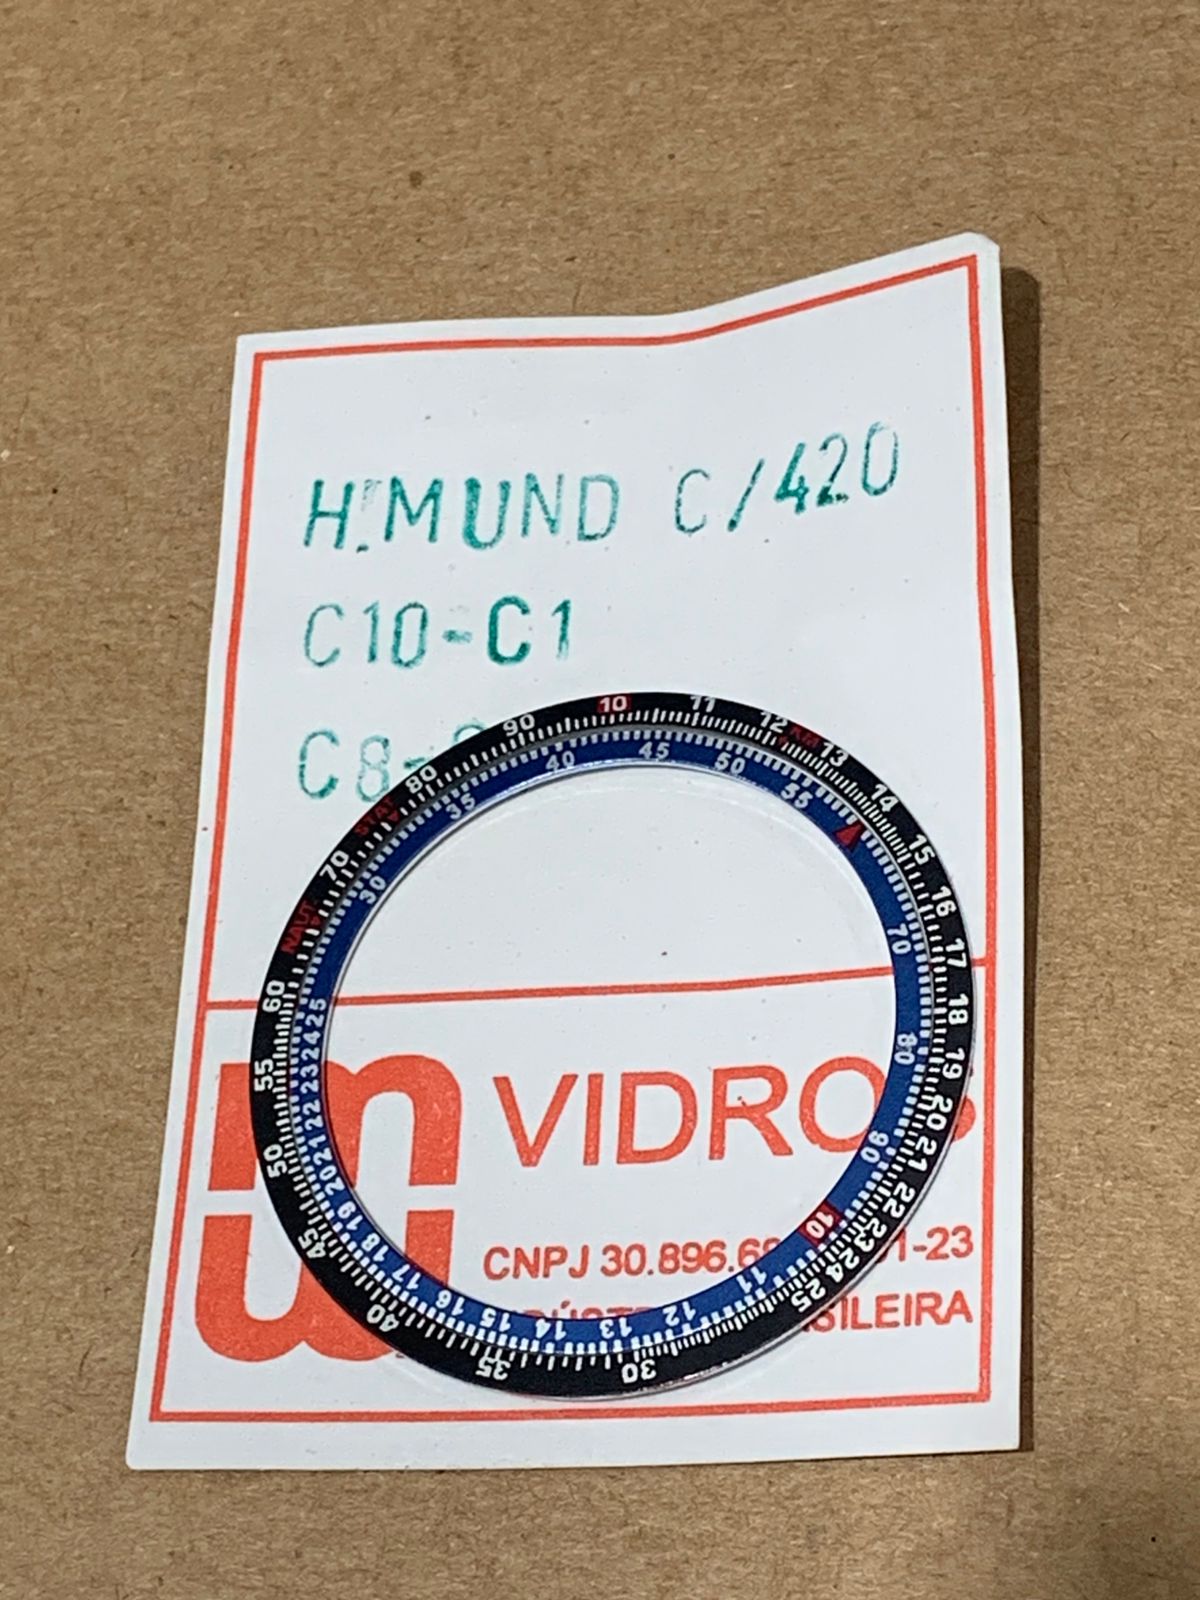 H.MUND C/420
C10-C1
C8-
10 11 12 KM 13 14 15 16 17 18 19 20 21 22 23 24 25 30 35 40 45 50 55 60 NAUT. 70 STAT. 80 90
45 50 55 70 80 90 10 11 12 13 14 15 16 17 18 19 20 21 22 23 24 25 30 35 40
mw VIDRO
CNPJ 30.896.6 1-23
SILEIRA